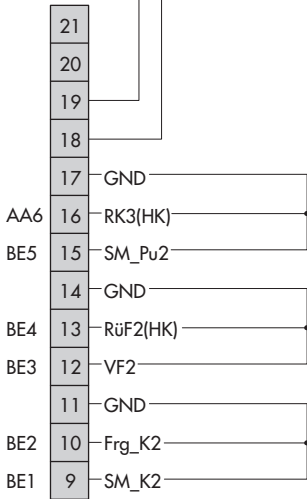 21
20
19
18
17 GND
AA6 16 RK3(HK)
BE5 15 SM_Pu2
14 GND
BE4 13 RüF2(HK)
BE3 12 VF2
11 GND
BE2 10 Frg_K2
BE1 9 SM_K2